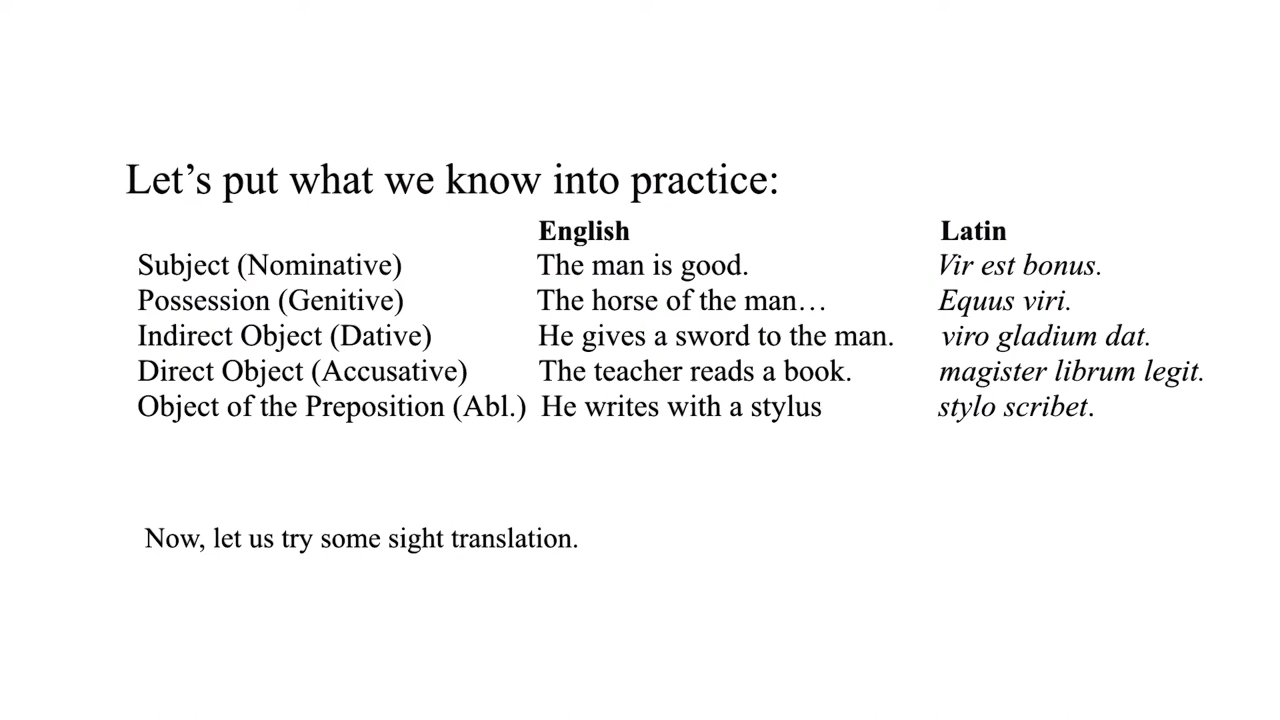 Let’s put what we know into practice:
English Latin
Subject (Nominative) The man is good. Vir est bonus.
Possession (Genitive) The horse of the man… Equus viri.
Indirect Object (Dative) He gives a sword to the man. viro gladium dat.
Direct Object (Accusative) The teacher reads a book. magister librum legit.
Object of the Preposition (Abl.) He writes with a stylus stylo scribet.
Now, let us try some sight translation.